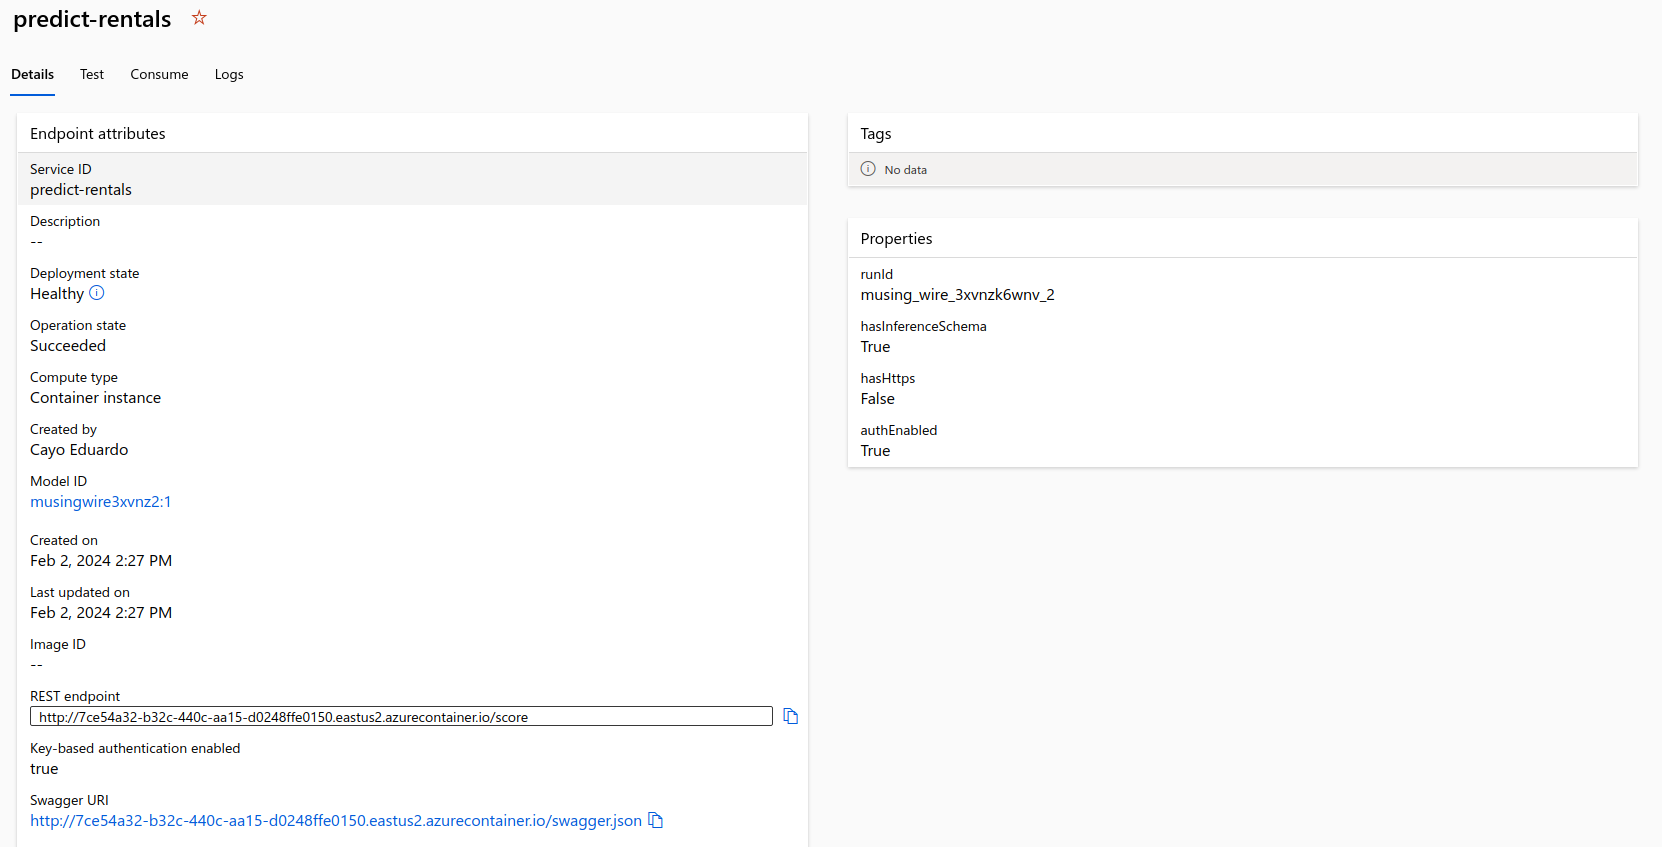 predict-rentals
Details Test Consume Logs
Endpoint attributes
Service ID
predict-rentals
Description
--
Deployment state
Healthy
Operation state
Succeeded
Compute type
Container instance
Created by
Cayo Eduardo
Model ID
musingwire3xvnz2:1
Created on
Feb 2, 2024 2:27 PM
Last updated on
Feb 2, 2024 2:27 PM
Image ID
--
REST endpoint
http://7ce54a32-b32c-440c-aa15-d0248ffe0150.eastus2.azurecontainer.io/score
Key-based authentication enabled
true
Swagger URI
http://7ce54a32-b32c-440c-aa15-d0248ffe0150.eastus2.azurecontainer.io/swagger.json
Tags
No data
Properties
runId
musing_wire_3xvnzk6wnv_2
hasInferenceSchema
True
hasHttps
False
authEnabled
True